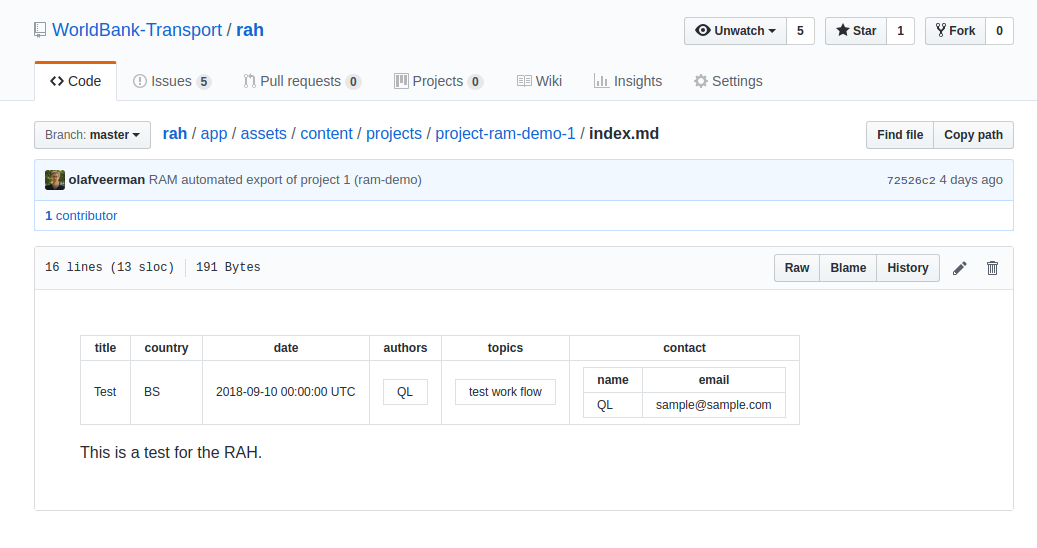 WorldBank-Transport / rah
Unwatch 5 Star 1 Fork 0
Code Issues 5 Pull requests 0 Projects 0 Wiki Insights Settings
Branch: master rah / app / assets / content / projects / project-ram-demo-1 / index.md Find file Copy path
olafveerman RAM automated export of project 1 (ram-demo) 72526c2 4 days ago
1 contributor
16 lines (13 sloc) 191 Bytes Raw Blame History
title country date authors topics contact
name email
Test BS 2018-09-10 00:00:00 UTC QL test work flow
QL sample@sample.com
This is a test for the RAH.